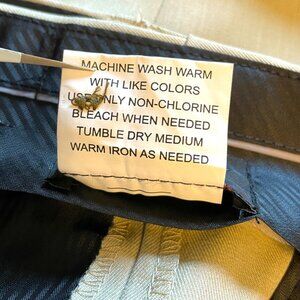 MACHINE WASH WARM
WITH LIKE COLORS
USE ONLY NON-CHLORINE
BLEACH WHEN NEEDED
TUMBLE DRY MEDIUM
WARM IRON AS NEEDED